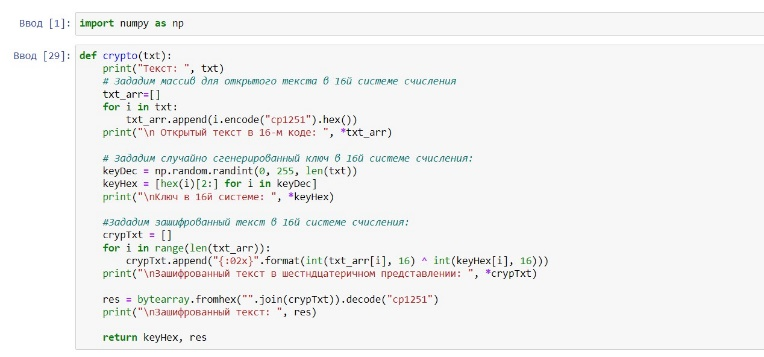 Ввод [1]: import numpy as np
Ввод [29]: def crypto(txt):
print("Текст: ", txt)
# Зададим массив для открытого текста в 16й системе счисления
txt_arr=[]
for i in txt:
txt_arr.append(i.encode("cp1251").hex())
print("\n Открытый текст в 16-м коде: ", *txt_arr)
# Зададим случайно сгенерированный ключ в 16й системе счисления:
keyDec = np.random.randint(0, 255, len(txt))
keyHex = [hex(i)[2:] for i in keyDec]
print("\nКлюч в 16й системе: ", *keyHex)
#Зададим зашифрованный текст в 16й системе счисления:
crypTxt = []
for i in range(len(txt_arr)):
crypTxt.append("{:02x}".format(int(txt_arr[i], 16) ^ int(keyHex[i], 16)))
print("\nЗашифрованный текст в шестндцатеричном представлении: ", *crypTxt)
res = bytearray.fromhex("".join(crypTxt)).decode("cp1251")
print("\nЗашифрованный текст: ", res)
return keyHex, res